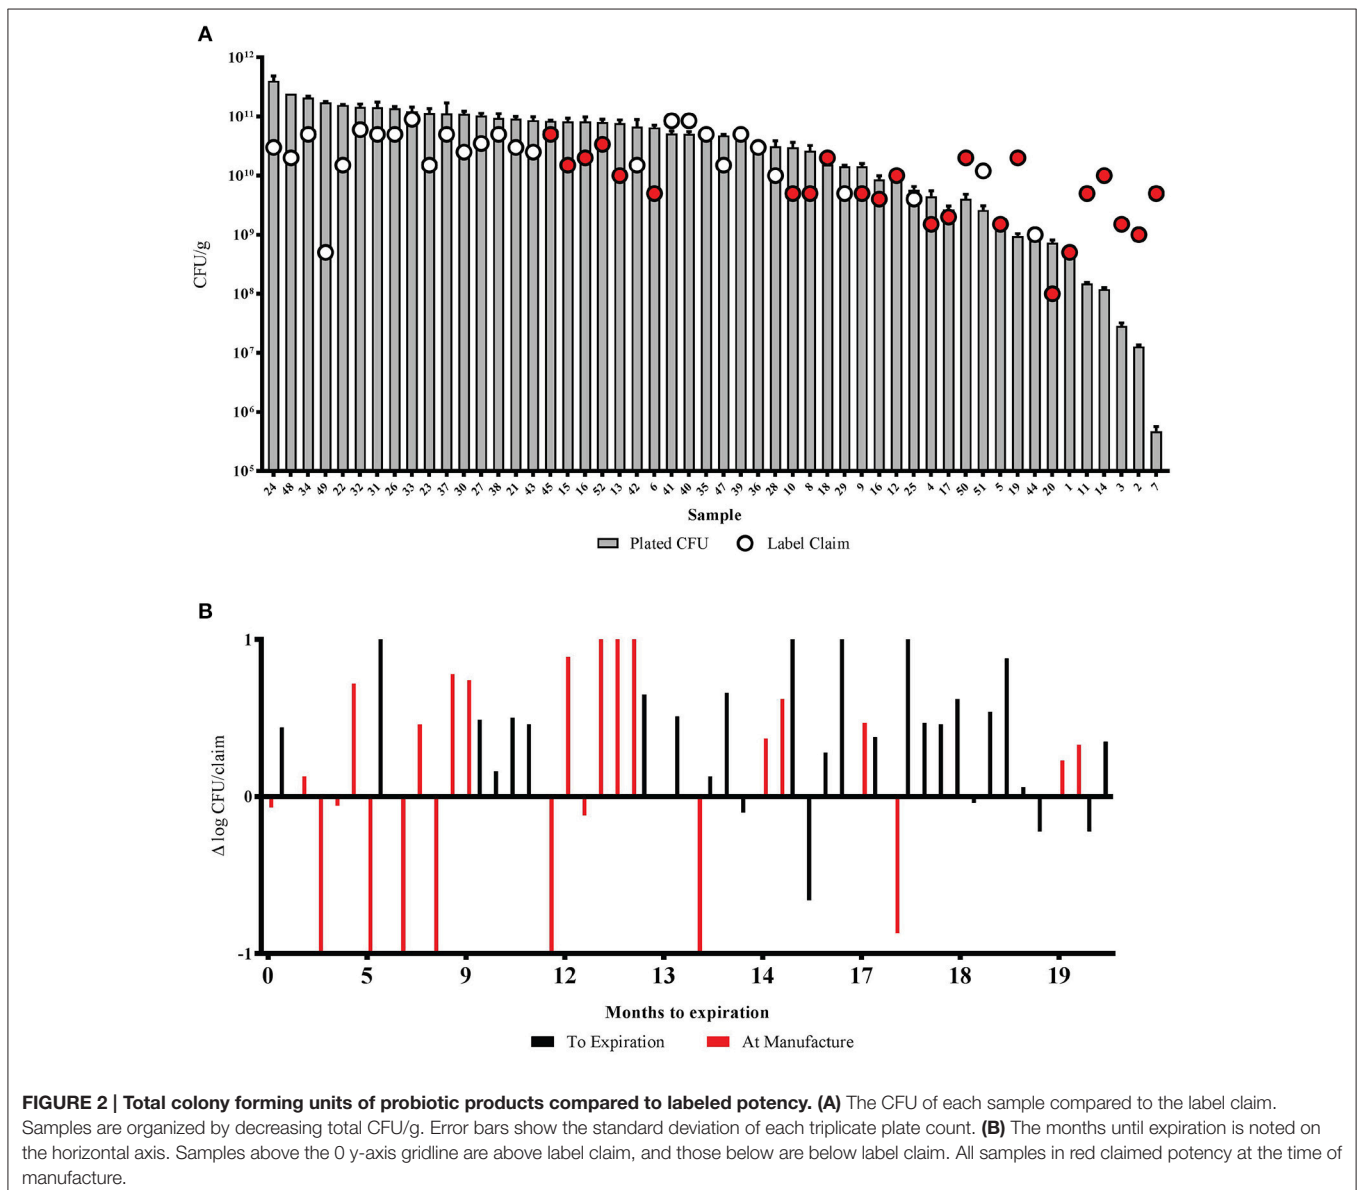 A
10¹²
10¹¹
10¹⁰
10⁹
10⁸
10⁷
10⁶
10⁵
CFU/g
24 48 34 49 22 32 31 26 33 23 37 30 27 38 21 43 45 15 16 52 13 42 6 41 40 35 47 39 36 28 10 8 18 29 9 16 12 25 4 17 50 51 5 19 44 20 1 11 14 3 2 7
Sample
Plated CFU Label Claim
B
1
0
-1
Δ log CFU/claim
0 5 9 12 13 14 17 18 19
Months to expiration
To Expiration At Manufacture
FIGURE 2 | Total colony forming units of probiotic products compared to labeled potency. (A) The CFU of each sample compared to the label claim.
Samples are organized by decreasing total CFU/g. Error bars show the standard deviation of each triplicate plate count. (B) The months until expiration is noted on
the horizontal axis. Samples above the 0 y-axis gridline are above label claim, and those below are below label claim. All samples in red claimed potency at the time of
manufacture.